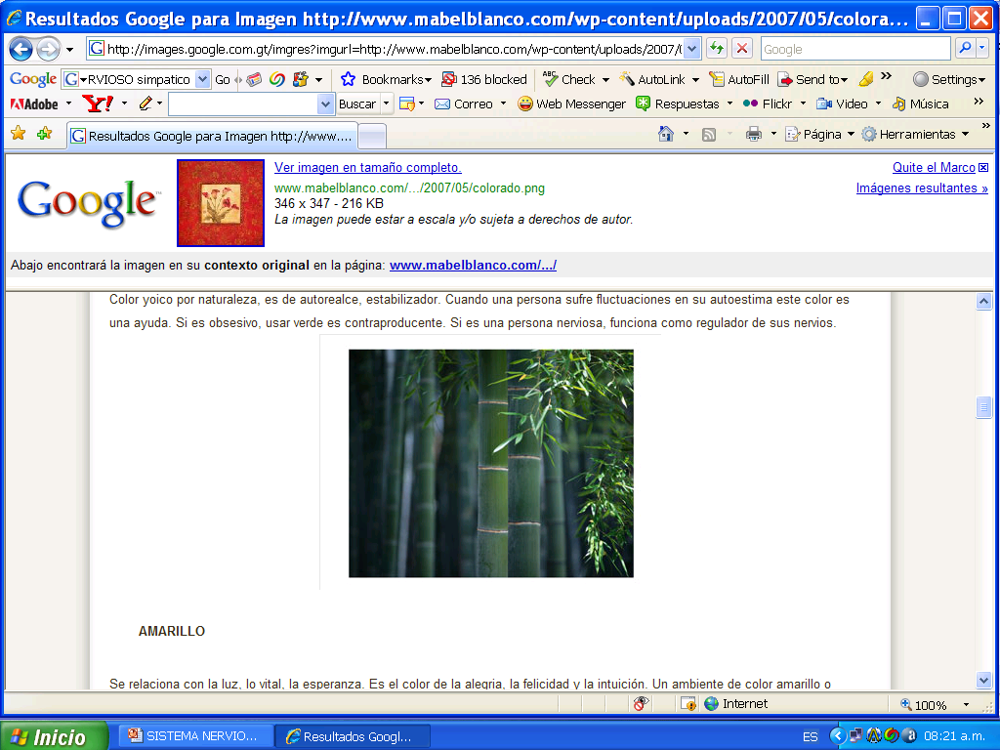 Resultados Google para Imagen http://www.mabelblanco.com/wp-content/uploads/2007/05/colora...
http://images.google.com.gt/imgres?imgurl=http://www.mabelblanco.com/wp-content/uploads/2007/
Google
Google RVIOSO simpatico Go Bookmarks 136 blocked Check AutoLink AutoFill Send to Settings
Adobe Y! Buscar Correo Web Messenger Respuestas Flickr Video Música
Resultados Google para Imagen http://www.... Página Herramientas
Google
Ver imagen en tamaño completo.
www.mabelblanco.com/.../2007/05/colorado.png
346 x 347 - 216 KB
La imagen puede estar a escala y/o sujeta a derechos de autor.
Quite el Marco
Imágenes resultantes »
Abajo encontrará la imagen en su contexto original en la página: www.mabelblanco.com/.../
Color yoico por naturaleza, es de autorealce, estabilizador. Cuando una persona sufre fluctuaciones en su autoestima este color es
una ayuda. Si es obsesivo, usar verde es contraproducente. Si es una persona nerviosa, funciona como regulador de sus nervios.
AMARILLO
Se relaciona con la luz, lo vital, la esperanza. Es el color de la alegria, la felicidad y la intuición. Un ambiente de color amarillo o
Internet 100%
Inicio SISTEMA NERVIO... Resultados Googl... ES 08:21 a.m.